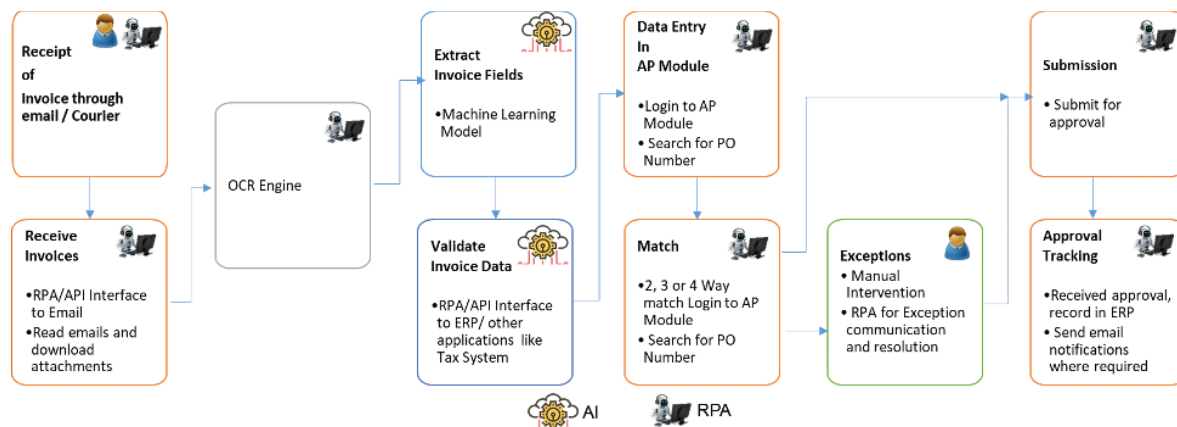 Receipt
of
Invoice through
email / Courier
Receive
Invoices
•RPA/API Interface
to Email
•Read emails and
download
attachments
OCR Engine
Extract
Invoice Fields
•Machine Learning
Model
Validate
Invoice Data
•RPA/API Interface
to ERP/ other
applications like
Tax System
Data Entry
In
AP Module
•Login to AP
Module
• Search for PO
Number
Match
•2, 3 or 4 Way
match Login to AP
Module
• Search for PO
Number
Exceptions
• Manual
Intervention
• RPA for Exception
communication
and resolution
Submission
• Submit for
approval
Approval
Tracking
•Received approval,
record in ERP
• Send email
notifications
where required
AI
RPA